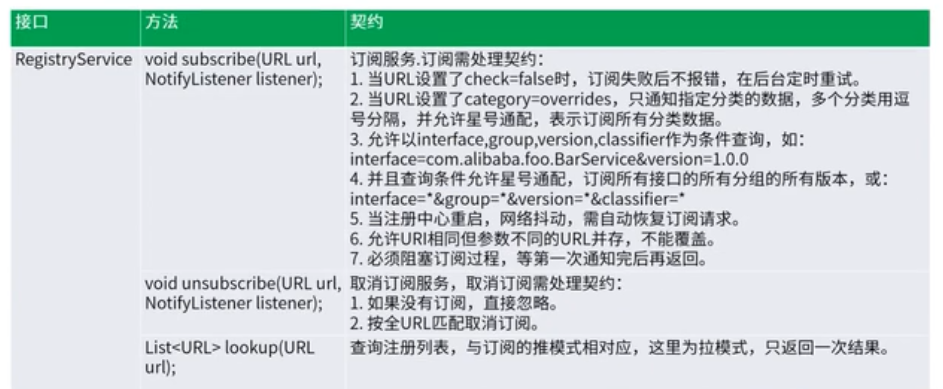 接口 方法 契约
RegistryService void subscribe(URL url, 订阅服务.订阅需处理契约：
NotifyListener listener); 1. 当URL设置了check=false时，订阅失败后不报错，在后台定时重试。
2. 当URL设置了category=overrides，只通知指定分类的数据，多个分类用逗
号分隔，并允许星号通配，表示订阅所有分类数据。
3. 允许以interface,group,version,classifier作为条件查询，如：
interface=com.alibaba.foo.BarService&version=1.0.0
4. 并且查询条件允许星号通配，订阅所有接口的所有分组的所有版本，或：
interface=*&group=*&version=*&classifier=*
5. 当注册中心重启，网络抖动，需自动恢复订阅请求。
6. 允许URI相同但参数不同的URL并存，不能覆盖。
7. 必须阻塞订阅过程，等第一次通知完后再返回。
void unsubscribe(URL url, 取消订阅服务，取消订阅需处理契约：
NotifyListener listener); 1. 如果没有订阅，直接忽略。
2. 按全URL匹配取消订阅。
List<URL> lookup(URL 查询注册列表，与订阅的推模式相对应，这里为拉模式，只返回一次结果。
url);